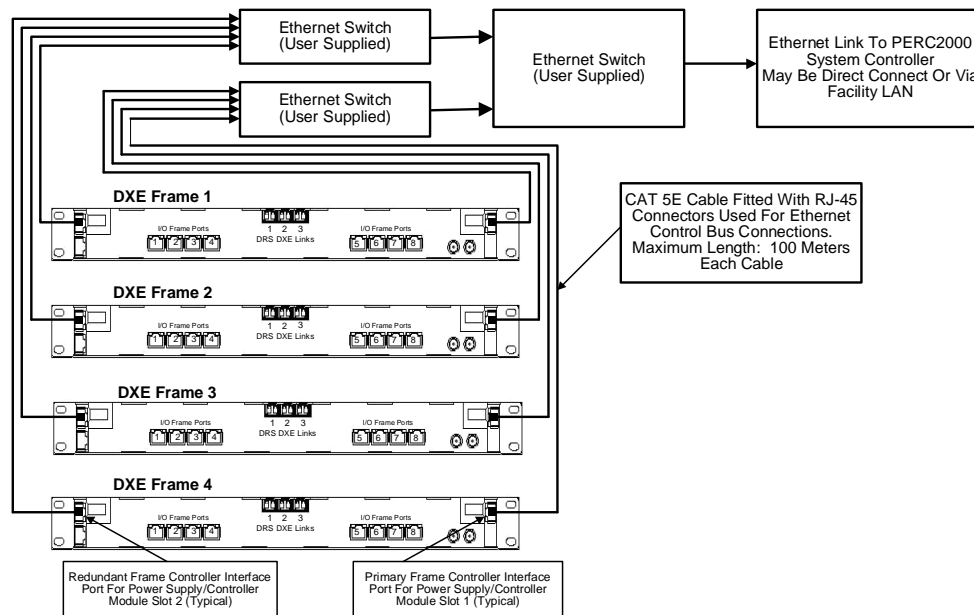 Ethernet Switch
(User Supplied)
Ethernet Switch
(User Supplied)
Ethernet Switch
(User Supplied)
Ethernet Link To PERC2000
System Controller
May Be Direct Connect Or Via
Facility LAN
CAT 5E Cable Fitted With RJ-45
Connectors Used For Ethernet
Control Bus Connections.
Maximum Length: 100 Meters
Each Cable
DXE Frame 1
I/O Frame Ports
1 2 3 4
1 2 3
DRS DXE Links
I/O Frame Ports
5 6 7 8
DXE Frame 2
I/O Frame Ports
1 2 3 4
1 2 3
DRS DXE Links
I/O Frame Ports
5 6 7 8
DXE Frame 3
I/O Frame Ports
1 2 3 4
1 2 3
DRS DXE Links
I/O Frame Ports
5 6 7 8
DXE Frame 4
I/O Frame Ports
1 2 3 4
1 2 3
DRS DXE Links
I/O Frame Ports
5 6 7 8
Redundant Frame Controller Interface
Port For Power Supply/Controller
Module Slot 2 (Typical)
Primary Frame Controller Interface
Port For Power Supply/Controller
Module Slot 1 (Typical)